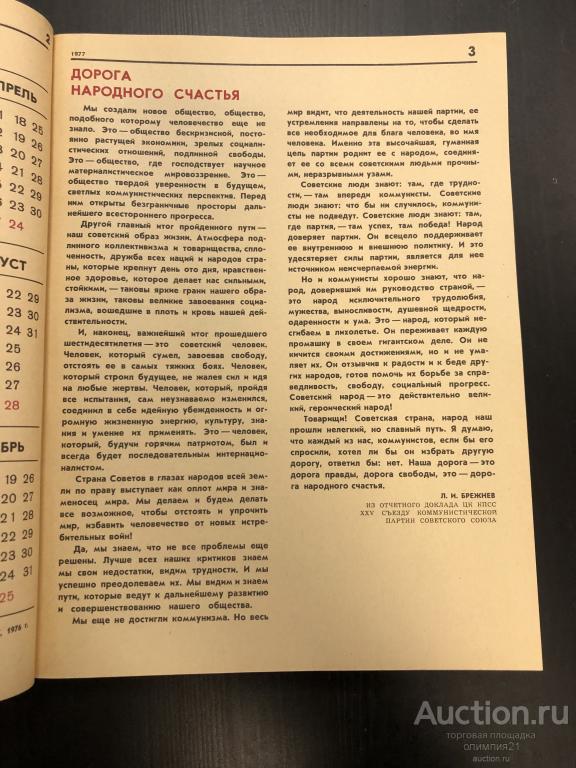 2
ПРЕЛЬ
18 25
19 26
20 27
21 28
22 29
23 30
24
УСТ
22 29
23 30
24 31
25
26
27
28
БРЬ
19 26
20 27
21 28
22 29
23 30
24 31
25
1976 г.
1977
3
ДОРОГА
НАРОДНОГО СЧАСТЬЯ
Мы создали новое общество, общество,
подобного которому человечество еще не
знало. Это — общество бескризисной, посто-
янно растущей экономики, зрелых социалис-
тических отношений, подлинной свободы.
Это — общество, где господствует научное
материалистическое мировоззрение. Это —
общество твердой уверенности в будущем,
светлых коммунистических перспектив. Перед
ним открыты безграничные просторы даль-
нейшего всестороннего прогресса.
Другой главный итог пройденного пути —
наш советский образ жизни. Атмосфера под-
линного коллективизма и товарищества, спло-
ченность, дружба всех наций и народов стра-
ны, которые крепнут день ото дня, нравствен-
ное здоровье, которое делает нас сильными,
стойкими, — таковы яркие грани нашего обра-
за жизни, таковы великие завоевания социа-
лизма, вошедшие в плоть и кровь нашей дей-
ствительности.
И, наконец, важнейший итог прошедшего
шестидесятилетия — это советский человек.
Человек, который сумел, завоевав свободу,
отстоять ее в самых тяжких боях. Человек,
который строил будущее, не жалея сил и идя
на любые жертвы. Человек, который, пройдя
все испытания, сам неузнаваемо изменился,
соединил в себе идейную убежденность и ог-
ромную жизненную энергию, культуру, зна-
ния и умение их применять. Это — человек,
который, будучи горячим патриотом, был и
всегда будет последовательным интернацио-
налистом.
Страна Советов в глазах народов всей зем-
ли по праву выступает как оплот мира и зна-
меносец мира. Мы делаем и будем делать
все возможное, чтобы отстоять и упрочить
мир, избавить человечество от новых истре-
бительных войн!
Да, мы знаем, что не все проблемы еще
решены. Лучше всех наших критиков знаем
мы свои недостатки, видим трудности. И мы
успешно преодолеваем их. Мы видим и знаем
пути, которые ведут к дальнейшему развитию
и совершенствованию нашего общества.
Мы еще не достигли коммунизма. Но весь
мир видит, что деятельность нашей партии, ее
устремления направлены на то, чтобы сделать
все необходимое для блага человека, во имя
человека. Именно эта высочайшая, гуманная
цель партии роднит ее с народом, соединя-
ет ее со всеми советскими людьми прочны-
ми, неразрывными узами.
Советские люди знают: там, где трудно-
сти, — там впереди коммунисты. Советские
люди знают: что бы ни случилось, коммуни-
сты не подведут. Советские люди знают: там,
где партия, — там успех, там победа! Народ
доверяет партии. Он всецело поддерживает
ее внутреннюю и внешнюю политику. И это
удесятеряет силы партии, является для нее
источником неисчерпаемой энергии.
Но и коммунисты хорошо знают, что на-
род, доверивший им руководство страной, —
это народ исключительного трудолюбия,
мужества, выносливости, душевной щедрости,
одаренности и ума. Это — народ, который не-
сгибаем в лихолетье. Он переживает каждую
промашку в своем гигантском деле. Он не
кичится своими достижениями, но и не ума-
ляет их. Он отзывчив к радости и к беде дру-
гих народов, готов помочь их борьбе за спра-
ведливость, свободу, социальный прогресс.
Советский народ — это действительно вели-
кий, героический народ!
Товарищи! Советская страна, народ наш
прошли нелегкий, но славный путь. Я думаю,
что каждый из нас, коммунистов, если бы его
спросили, хотел ли бы он избрать другую
дорогу, ответил бы: нет. Наша дорога — это
дорога правды, дорога свободы, это — до-
рога народного счастья.
Л. И. БРЕЖНЕВ
ИЗ ОТЧЕТНОГО ДОКЛАДА ЦК КПСС
XXV СЪЕЗДУ КОММУНИСТИЧЕСКОЙ
ПАРТИИ СОВЕТСКОГО СОЮЗА
Auction.ru
торговая площадка
олимпия21
auction.ru